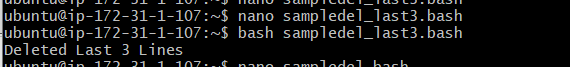 ubuntu@ip-172-31-1-107:~$ nano sampledel_last3.bash
ubuntu@ip-172-31-1-107:~$ nano sampledel_last3.bash
ubuntu@ip-172-31-1-107:~$ bash sampledel_last3.bash
Deleted Last 3 Lines
ubuntu@ip-172-31-1-107:~$ nano sampledel.bash